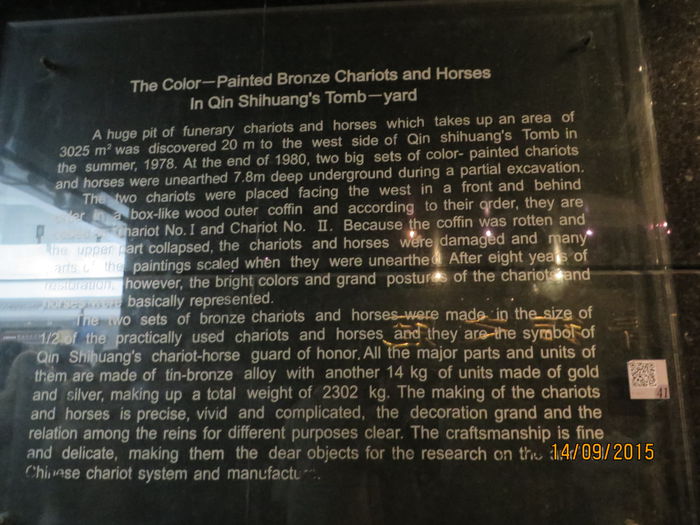 The Color—Painted Bronze Chariots and Horses
In Qin Shihuang's Tomb—yard
A huge pit of funerary chariots and horses which takes up an area of
3025 m² was discovered 20 m to the west side of Qin shihuang's Tomb in
the summer, 1978. At the end of 1980, two big sets of color- painted chariots
and horses were unearthed 7.8m deep underground during a partial excavation.
The two chariots were placed facing the west in a front and behind
a box-like wood outer coffin and according to their order, they are
Chariot No. I and Chariot No. II. Because the coffin was rotten and
the upper part collapsed, the chariots and horses were damaged and many
the paintings scaled when they were unearthed. After eight years of
restoration, however, the bright colors and grand postures of the chariots and
horses were basically represented.
The two sets of bronze chariots and horses were made in the size of
1/2 of the practically used chariots and horses and they are the symbol of
Qin Shihuang's chariot-horse guard of honor. All the major parts and units of
them are made of tin-bronze alloy with another 14 kg of units made of gold
and silver, making up a total weight of 2302 kg. The making of the chariots
and horses is precise, vivid and complicated, the decoration grand and the
relation among the reins for different purposes clear. The craftsmanship is fine
and delicate, making them the dear objects for the research on the
Chinese chariot system and
41
14/09/2015